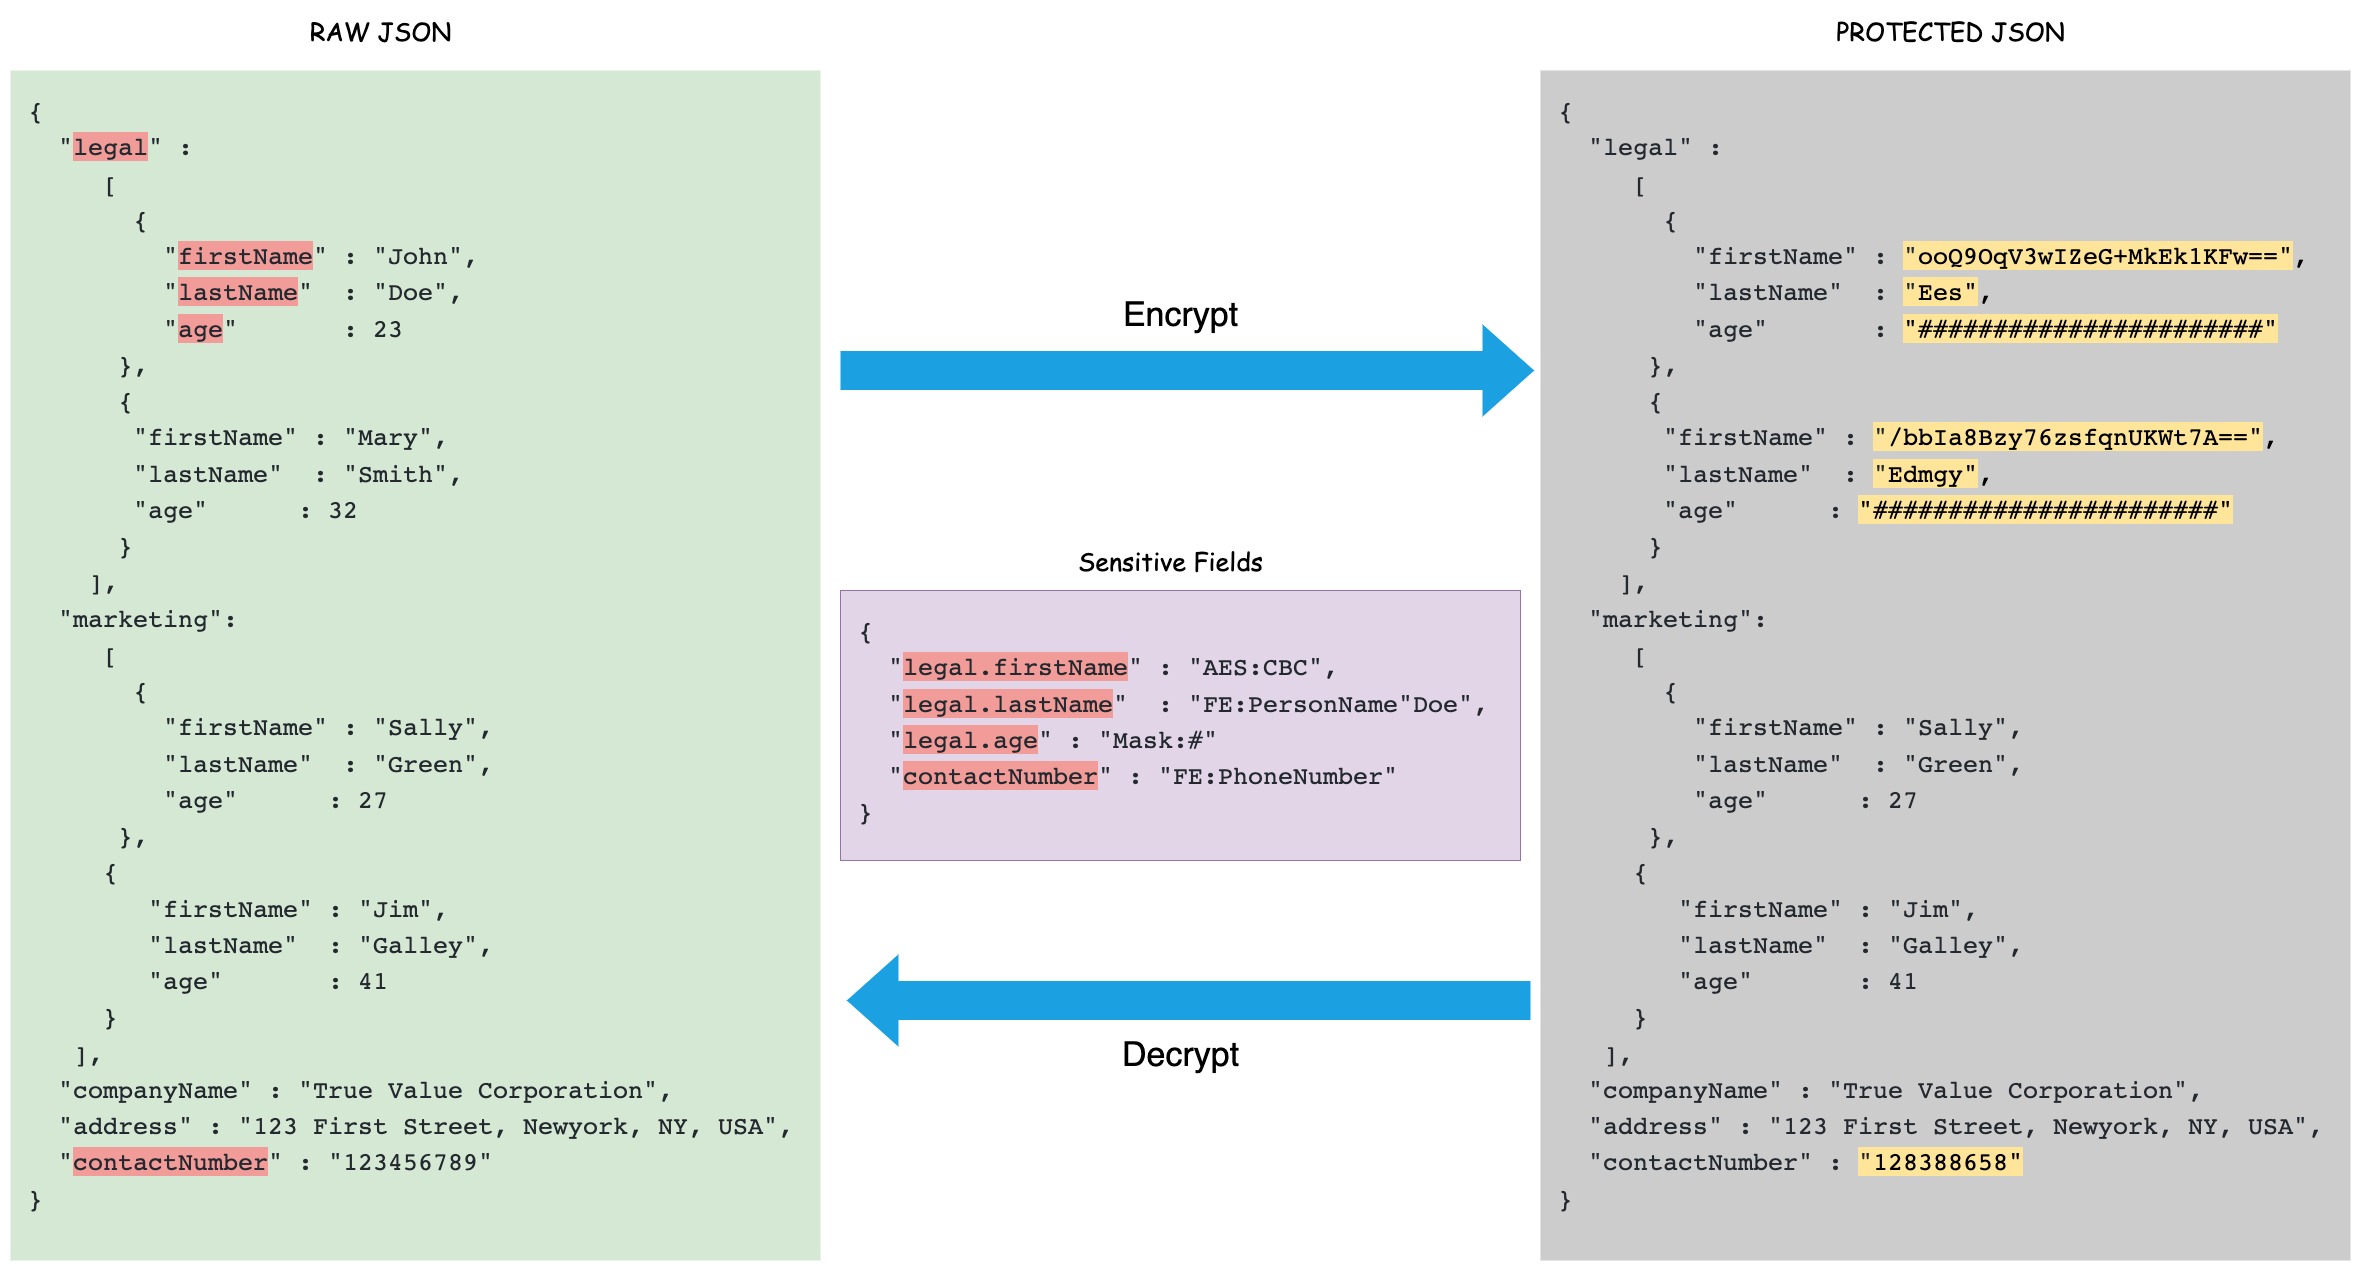 RAW JSON
{
"legal" :
[
{
"firstName" : "John",
"lastName" : "Doe",
"age" : 23
},
{
"firstName" : "Mary",
"lastName" : "Smith",
"age" : 32
}
],
"marketing":
[
{
"firstName" : "Sally",
"lastName" : "Green",
"age" : 27
},
{
"firstName" : "Jim",
"lastName" : "Galley",
"age" : 41
}
],
"companyName" : "True Value Corporation",
"address" : "123 First Street, Newyork, NY, USA",
"contactNumber" : "123456789"
}
Encrypt
Sensitive Fields
{
"legal.firstName" : "AES:CBC",
"legal.lastName" : "FE:PersonName"Doe",
"legal.age" : "Mask:#"
"contactNumber" : "FE:PhoneNumber"
}
Decrypt
PROTECTED JSON
{
"legal" :
[
{
"firstName" : "ooQ9OqV3wIZeG+MkEk1KFw==",
"lastName" : "Ees",
"age" : "#######################"
},
{
"firstName" : "/bbIa8Bzy76zsfqnUKWt7A==",
"lastName" : "Edmgy",
"age" : "#######################"
}
],
"marketing":
[
{
"firstName" : "Sally",
"lastName" : "Green",
"age" : 27
},
{
"firstName" : "Jim",
"lastName" : "Galley",
"age" : 41
}
],
"companyName" : "True Value Corporation",
"address" : "123 First Street, Newyork, NY, USA",
"contactNumber" : "128388658"
}